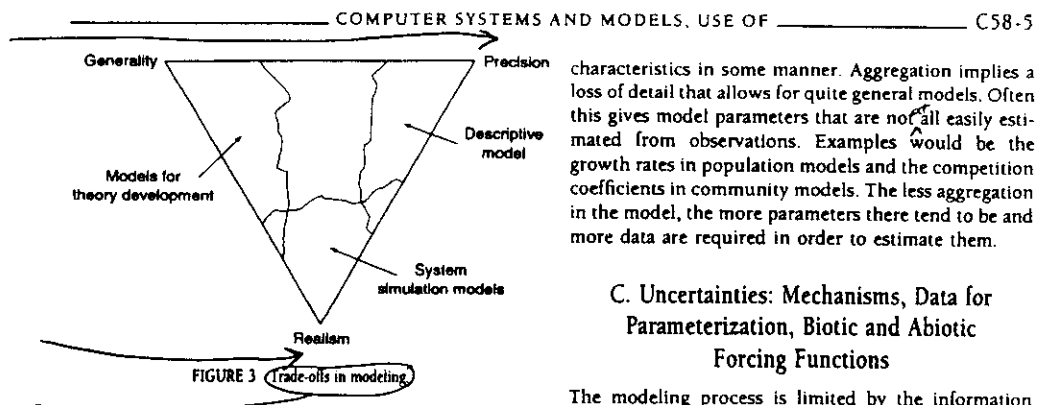 COMPUTER SYSTEMS AND MODELS, USE OF C58-5
Generality
Precision
Descriptive
model
Models for
theory development
System
simulation models
Realism
FIGURE 3 Trade-offs in modeling
characteristics in some manner. Aggregation implies a
loss of detail that allows for quite general models. Often
this gives model parameters that are not all easily esti-
mated from observations. Examples would be the
growth rates in population models and the competition
coefficients in community models. The less aggregation
in the model, the more parameters there tend to be and
more data are required in order to estimate them.
C. Uncertainties: Mechanisms, Data for
Parameterization, Biotic and Abiotic
Forcing Functions
The modeling process is limited by the information